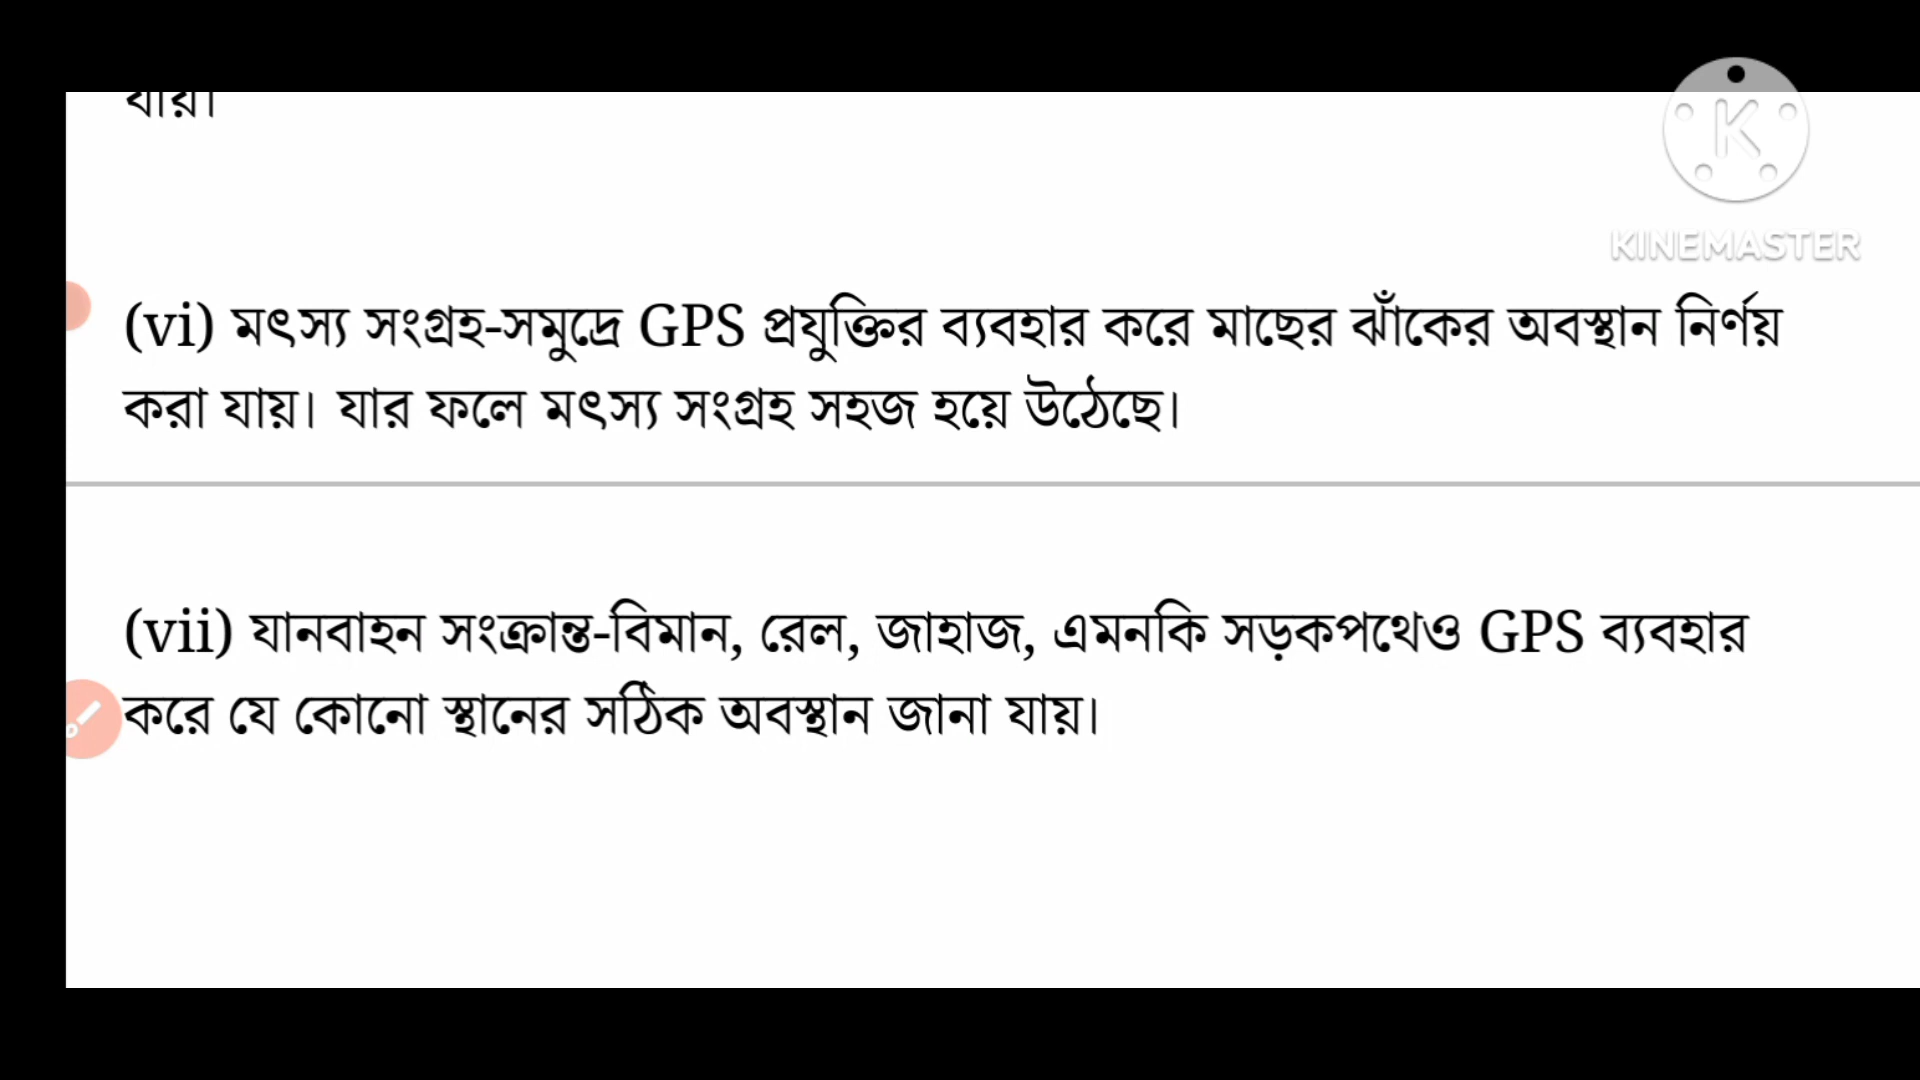 যায়।
KINEMASTER
(vi) মৎস্য সংগ্রহ-সমুদ্রে GPS প্রযুক্তির ব্যবহার করে মাছের ঝাঁকের অবস্থান নির্ণয়
করা যায়। যার ফলে মৎস্য সংগ্রহ সহজ হয়ে উঠেছে।
(vii) যানবাহন সংক্রান্ত-বিমান, রেল, জাহাজ, এমনকি সড়কপথেও GPS ব্যবহার
করে যে কোনো স্থানের সঠিক অবস্থান জানা যায়।